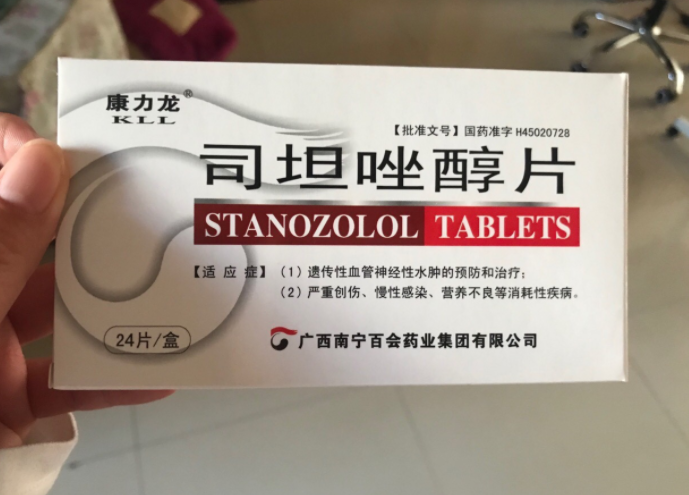 康力龙®
KLL
【批准文号】国药准字 H45020728
司坦唑醇片
STANOZOLOL TABLETS
【适 应 症】（1）遗传性血管神经性水肿的预防和治疗；
（2）严重创伤、慢性感染、营养不良等消耗性疾病。
24片/盒
广西南宁百会药业集团有限公司